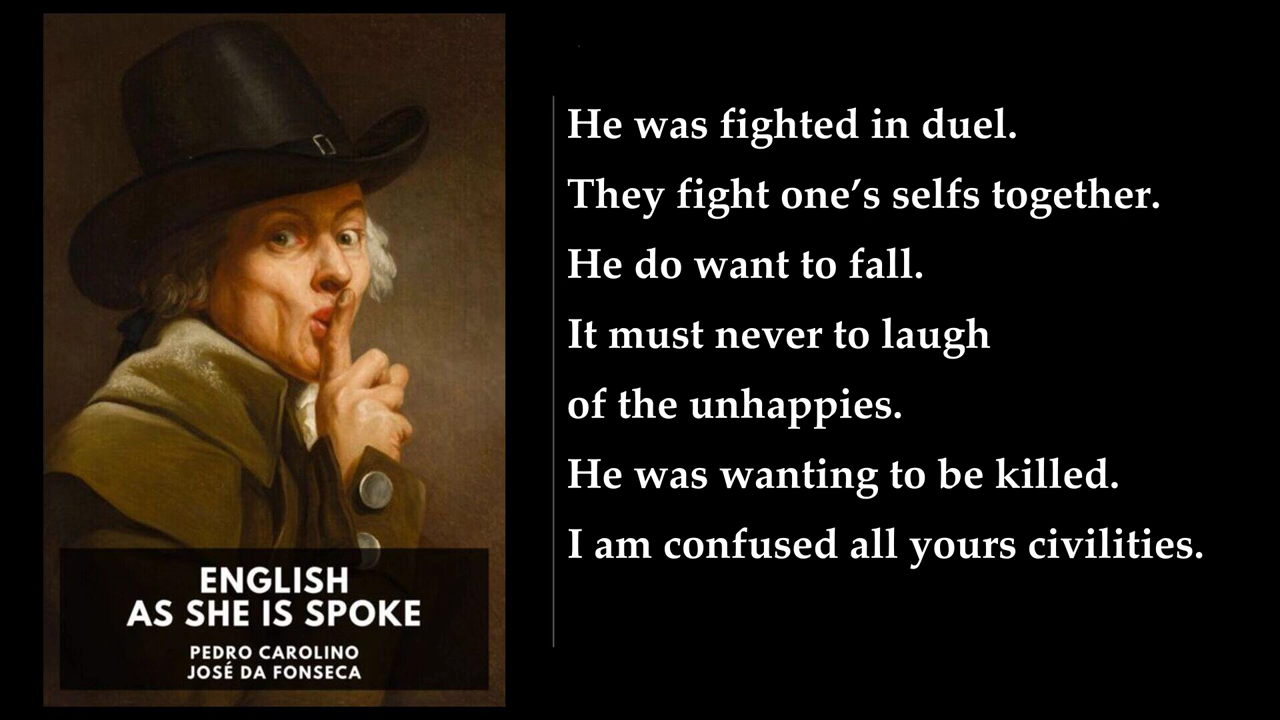 ENGLISH
AS SHE IS SPOKE
PEDRO CAROLINO
JOSÉ DA FONSECA
He was fighted in duel.
They fight one’s selfs together.
He do want to fall.
It must never to laugh
of the unhappies.
He was wanting to be killed.
I am confused all yours civilities.